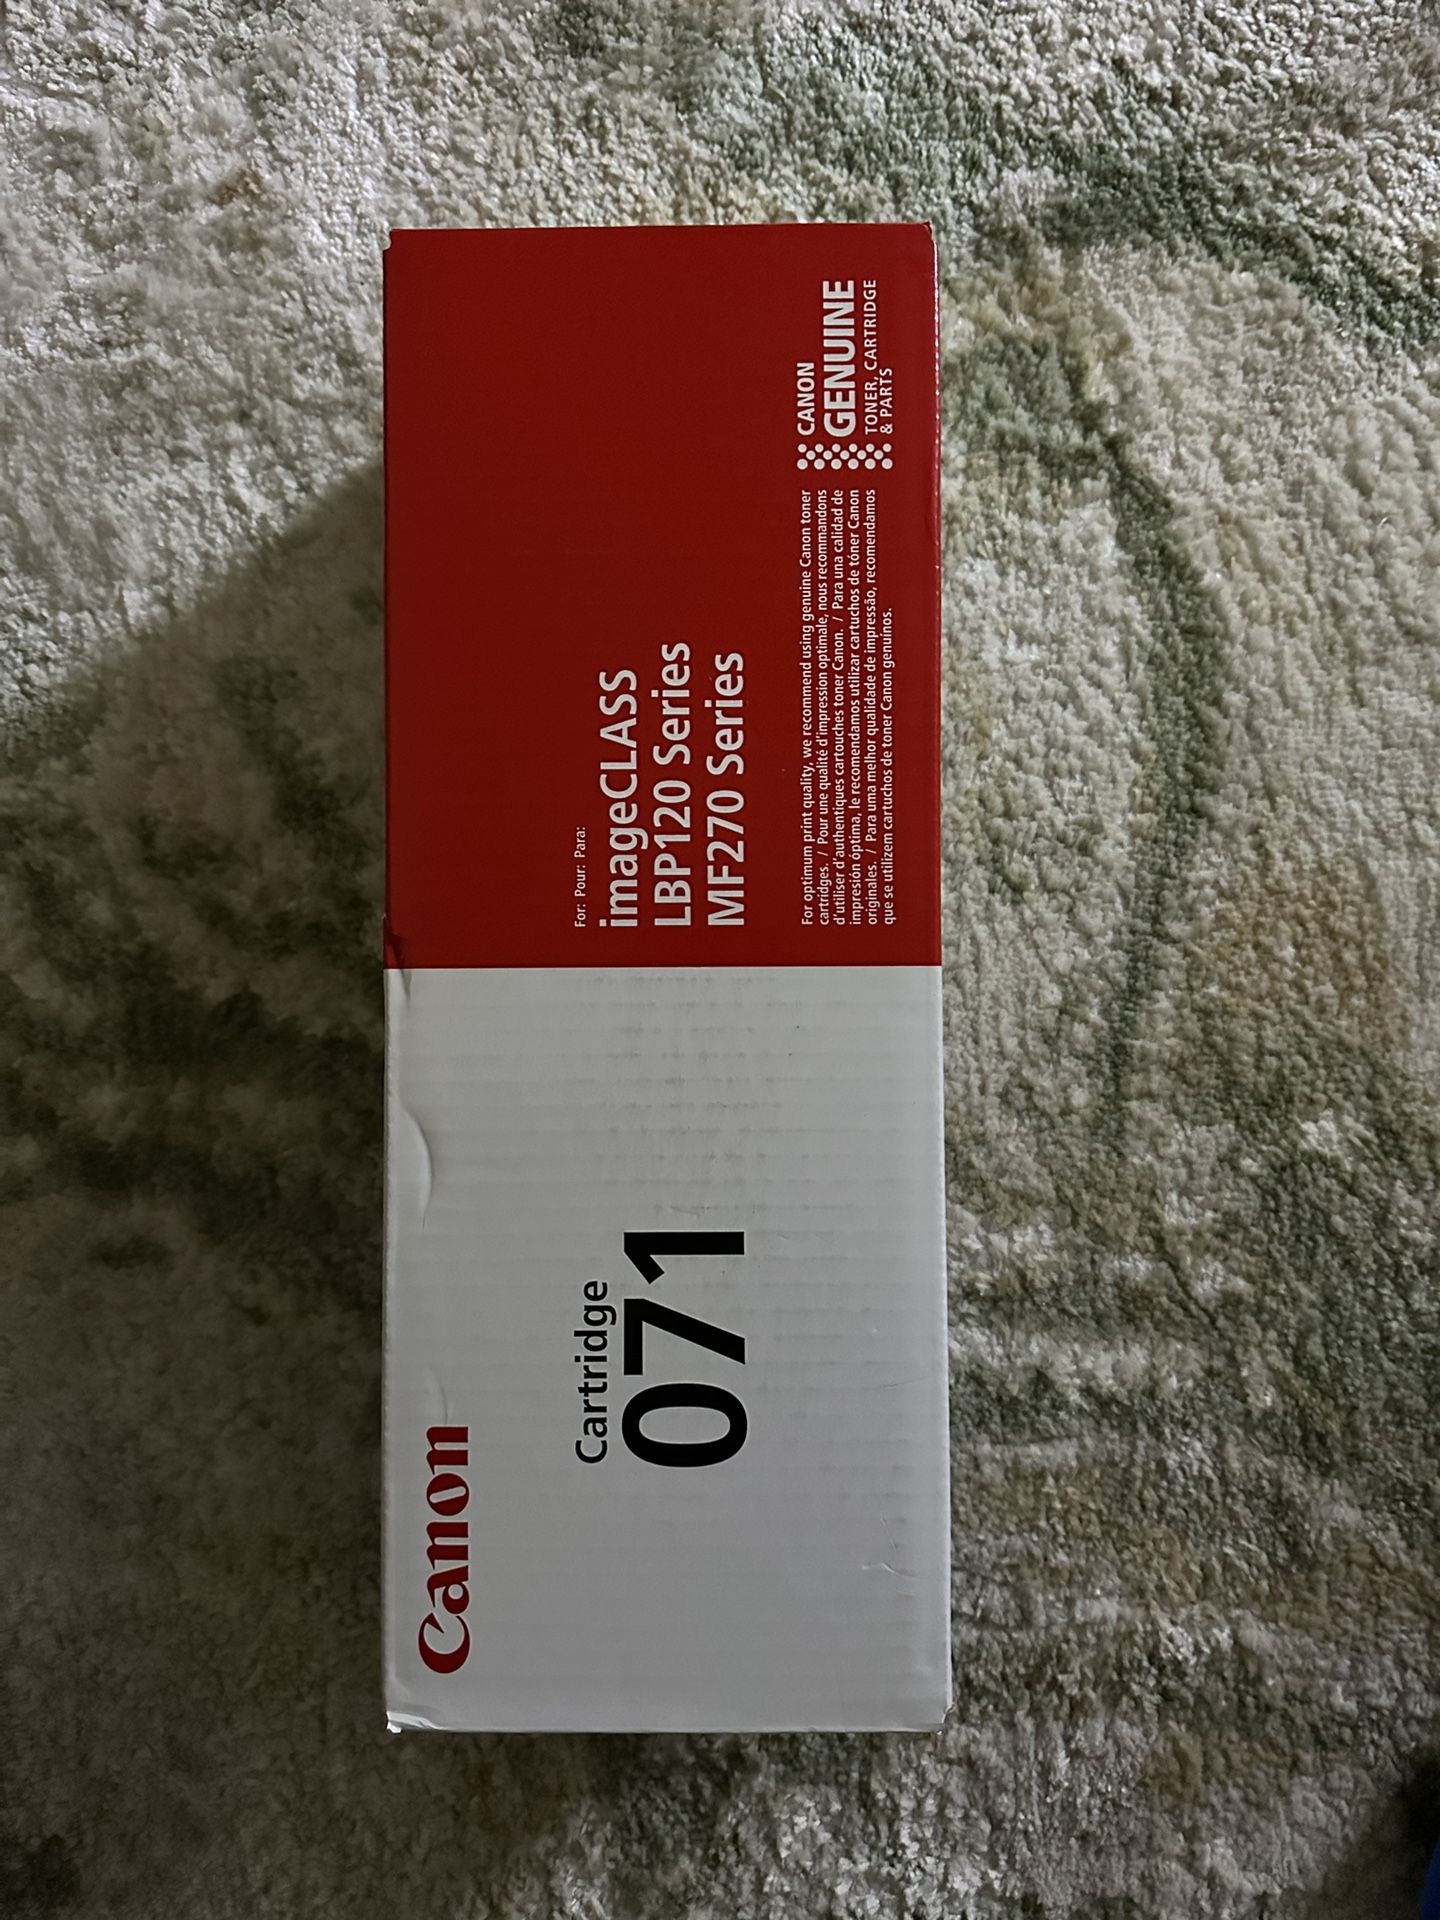 Canon
Cartridge
071
For: Pour: Para:
imageCLASS
LBP120 Series
MF270 Series
For optimum print quality, we recommend using genuine Canon toner
cartridges. / Pour une qualité d'impression optimale, nous recommandons
d'utiliser d'authentiques cartouches toner Canon. / Para una calidad de
impresión óptima, le recomendamos utilizar cartuchos de tóner Canon
originales. / Para uma melhor qualidade de impressão, recomendamos
que se utilizem cartuchos de toner Canon genuínos.
CANON
GENUINE
TONER, CARTRIDGE
& PARTS